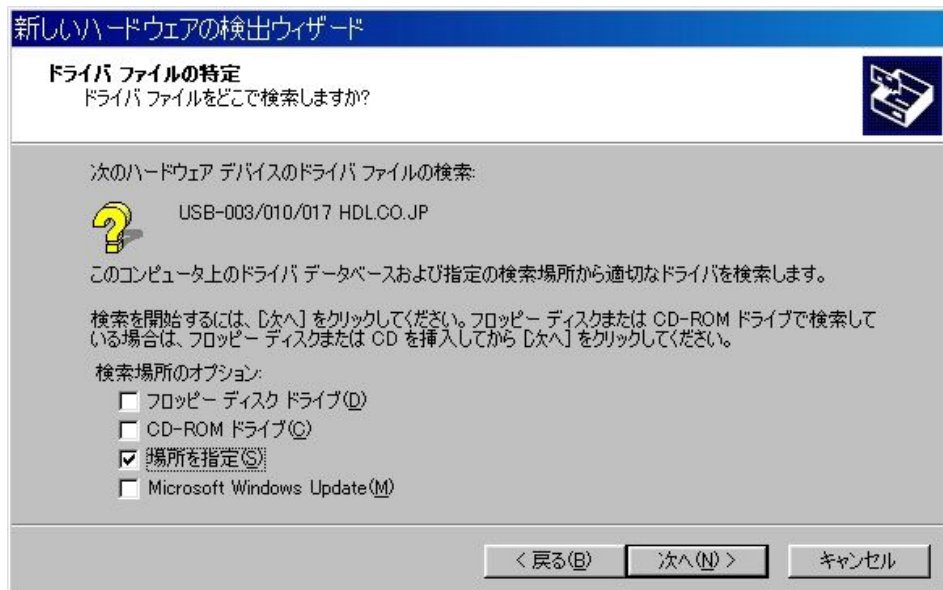 新しいハードウェアの検出ウィザード
ドライバ ファイルの特定
ドライバ ファイルをどこで検索しますか?
次のハードウェア デバイスのドライバ ファイルの検索:
USB-003/010/017 HDL.CO.JP
このコンピュータ上のドライバ データベースおよび指定の検索場所から適切なドライバを検索します。
検索を開始するには、[次へ] をクリックしてください。フロッピー ディスクまたは CD-ROM ドライブで検索して
いる場合は、フロッピー ディスクまたは CD を挿入してから [次へ] をクリックしてください。
検索場所のオプション:
フロッピー ディスク ドライブ(D)
CD-ROM ドライブ(C)
場所を指定(S)
Microsoft Windows Update(M)
< 戻る(B) 次へ(N) > キャンセル